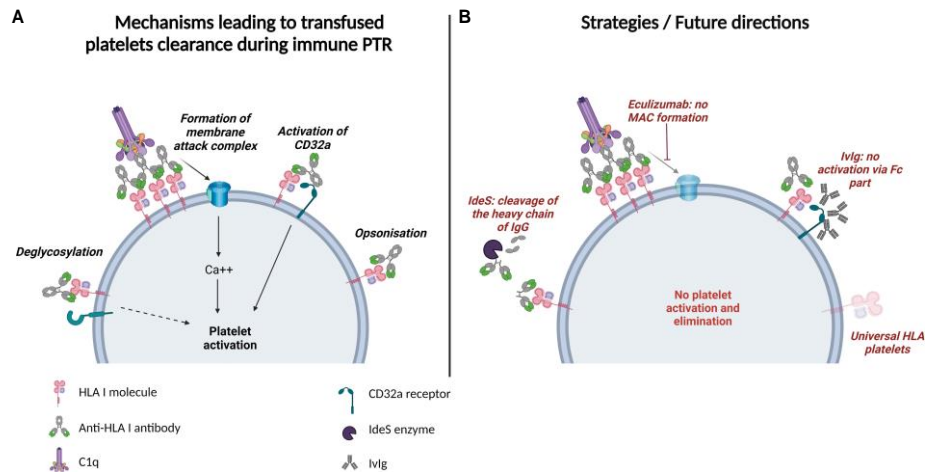 A
Mechanisms leading to transfused
platelets clearance during immune PTR
Formation of
membrane
attack complex
Activation of
CD32a
Deglycosylation
Opsonisation
Ca++
Platelet
activation
HLA I molecule
Anti-HLA I antibody
C1q
B
Strategies / Future directions
Eculizumab: no
MAC formation
IvIg: no
activation via Fc
part
IdeS: cleavage of
the heavy chain
of IgG
No platelet
activation and
elimination
Universal HLA
platelets
CD32a receptor
IdeS enzyme
IvIg